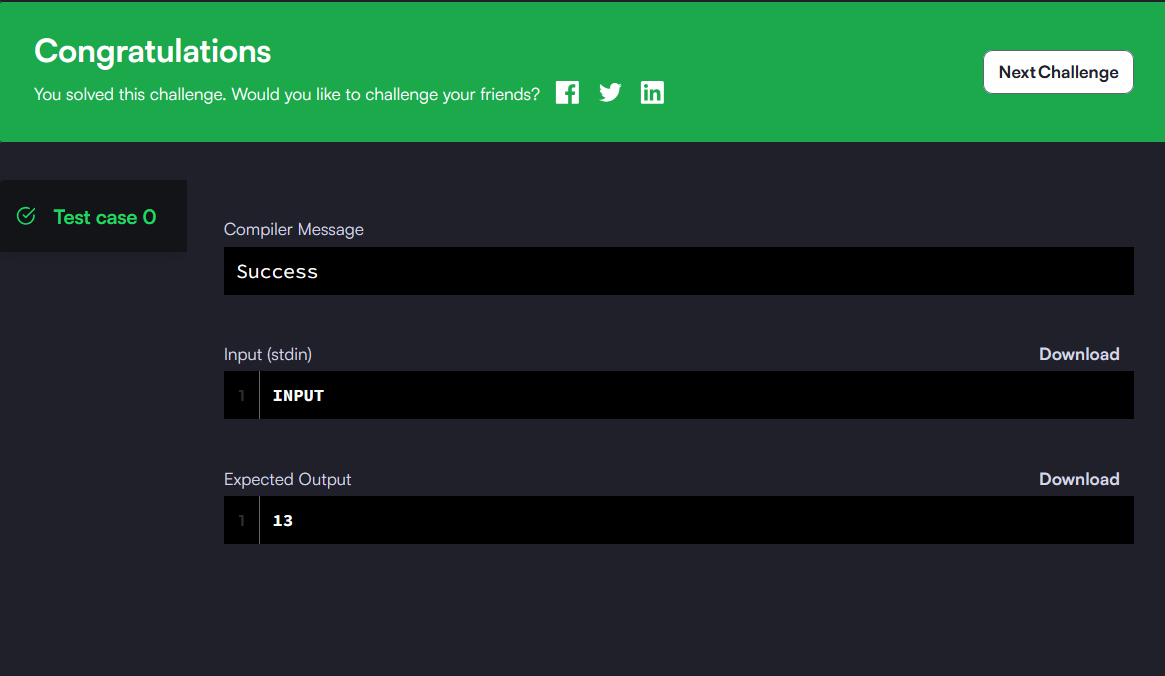 Congratulations
You solved this challenge. Would you like to challenge your friends?
Next Challenge
Test case 0
Compiler Message
Success
Input (stdin)
Download
1
INPUT
Expected Output
Download
1
13